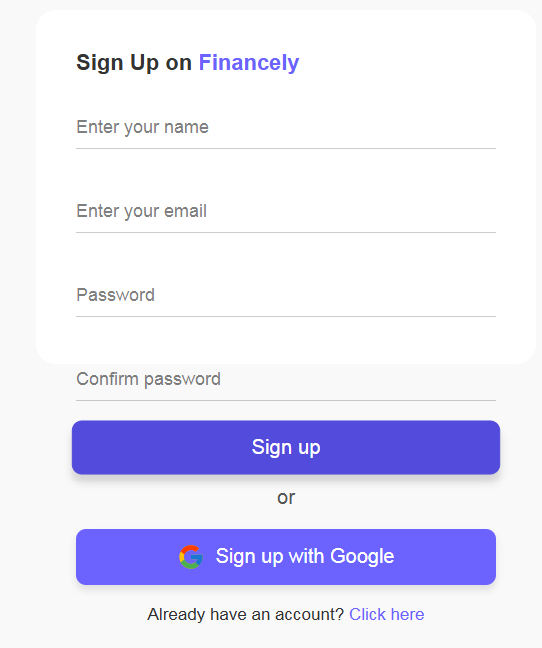 Sign Up on Financely
Enter your name
Enter your email
Password
Confirm password
Sign up
or
Sign up with Google
Already have an account? Click here